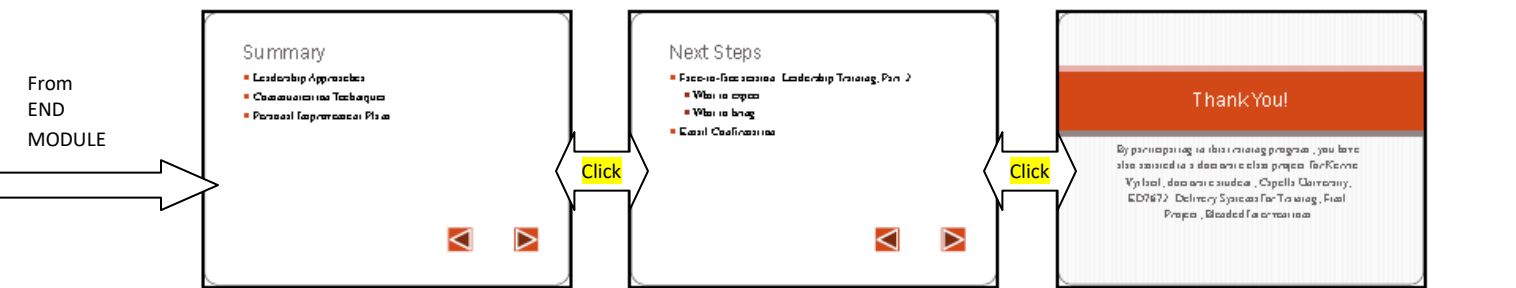 From
END
MODULE
Summary
Leadership Approaches
Communication Techniques
Personal Improvement Plan
Click
Next Steps
Face-to-face session: Leadership Training, Part 2
What to expect
What to bring
Email Confirmation
Click
Thank You!
By participating in this training program, you have
also assisted in a doctorate class project for
doctorate student, Capella University,
ED7672 Delivery Systems for Training, Final
Project, Blended Interventions